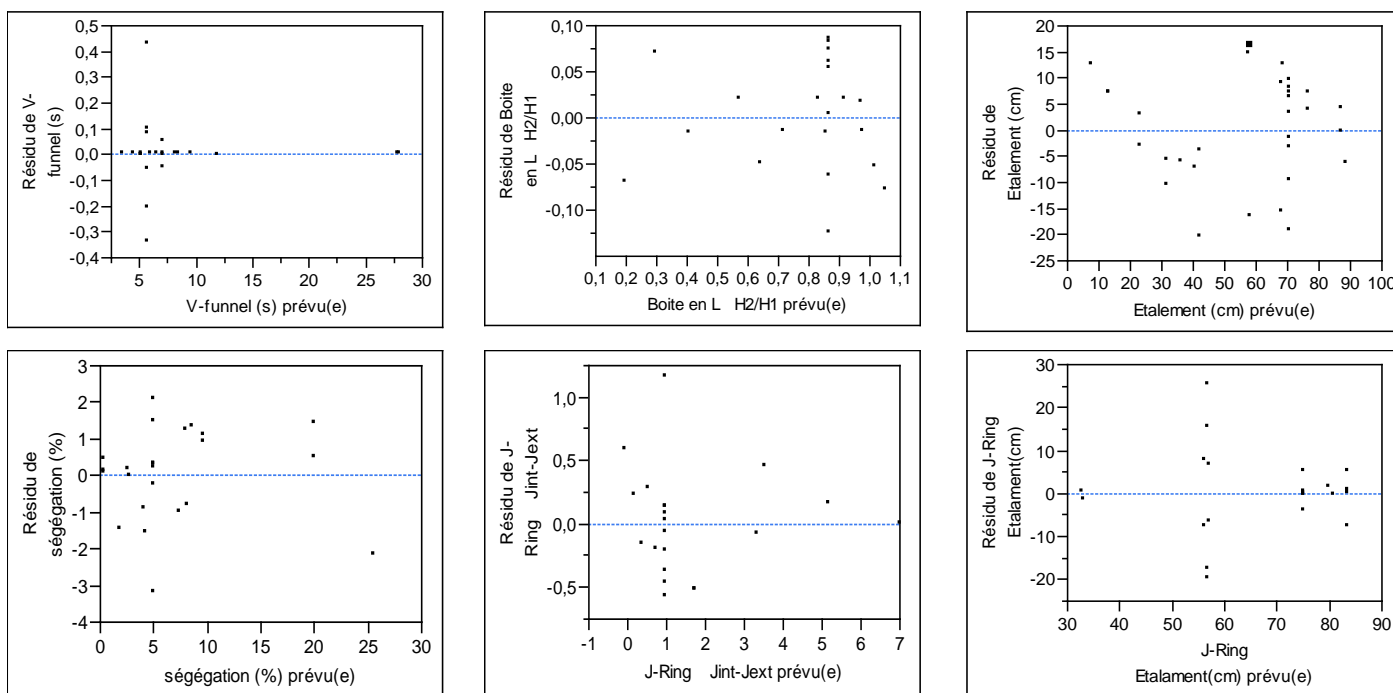 0,5
0,4
0,3
0,2
0,1
0,0
-0,1
-0,2
-0,3
-0,4
Résidu de V-
funnel (s)
5 10 15 20 25 30
V-funnel (s) prévu(e)
0,10
0,05
0,00
-0,05
-0,10
Résidu de Boite
en L H2/H1
0,1 0,2 0,3 0,4 0,5 0,6 0,7 0,8 0,9 1,0 1,1
Boite en L H2/H1 prévu(e)
20
15
10
5
0
-5
-10
-15
-20
-25
Résidu de
Etalement (cm)
0 10 20 30 40 50 60 70 80 90 100
Etalement (cm) prévu(e)
3
2
1
0
-1
-2
-3
-4
Résidu de
ségégation (%)
0 5 10 15 20 25 30
ségégation (%) prévu(e)
1,0
0,5
0,0
-0,5
Résidu de J-
Ring Jint-Jext
-1 0 1 2 3 4 5 6 7
J-Ring Jint-Jext prévu(e)
30
20
10
0
-10
-20
Résidu de J-Ring
Etalament(cm)
30 40 50 60 70 80 90
J-Ring
Etalament(cm) prévu(e)